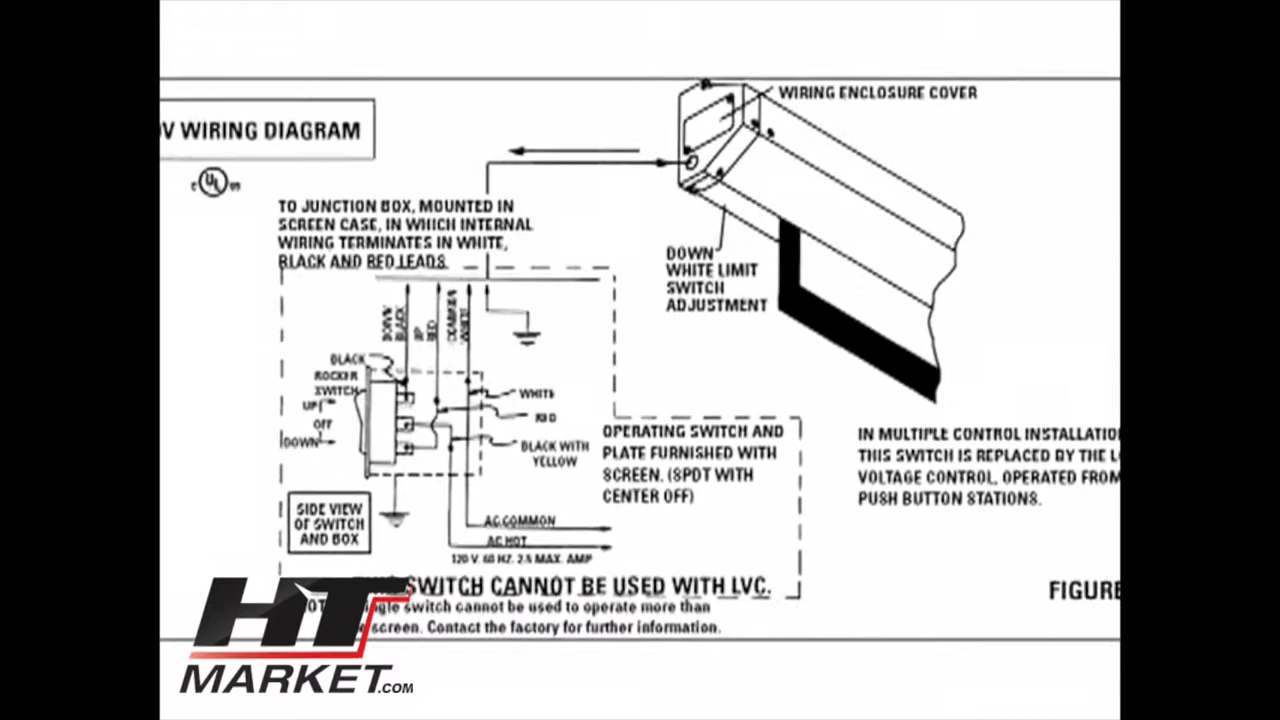 WIRING ENCLOSURE COVER
0V WIRING DIAGRAM
C UL US
TO JUNCTION BOX, MOUNTED IN
SCREEN CASE, IN WHICH INTERNAL
WIRING TERMINATES IN WHITE,
BLACK AND RED LEADS
DOWN
WHITE LIMIT
SWITCH
ADJUSTMENT
DOWN
BLACK
UP
RED
COMMON
WHITE
BLACK
ROCKER
SWITCH
UP
OFF
DOWN
WHITE
RED
BLACK WITH
YELLOW
OPERATING SWITCH AND
PLATE FURNISHED WITH
SCREEN. (SPDT WITH
CENTER OFF)
IN MULTIPLE CONTROL INSTALLATIO
THIS SWITCH IS REPLACED BY THE
VOLTAGE CONTROL, OPERATED FROM
PUSH BUTTON STATIONS.
SIDE VIEW
OF SWITCH
AND BOX
AC COMMON
AC HOT
120 V. 60 HZ. 2.5 MAX. AMP
SWITCH CANNOT BE USED WITH LVC.
switch cannot be used to operate more than
screen. Contact the factory for further information.
FIGURE
HT
MARKET.COM